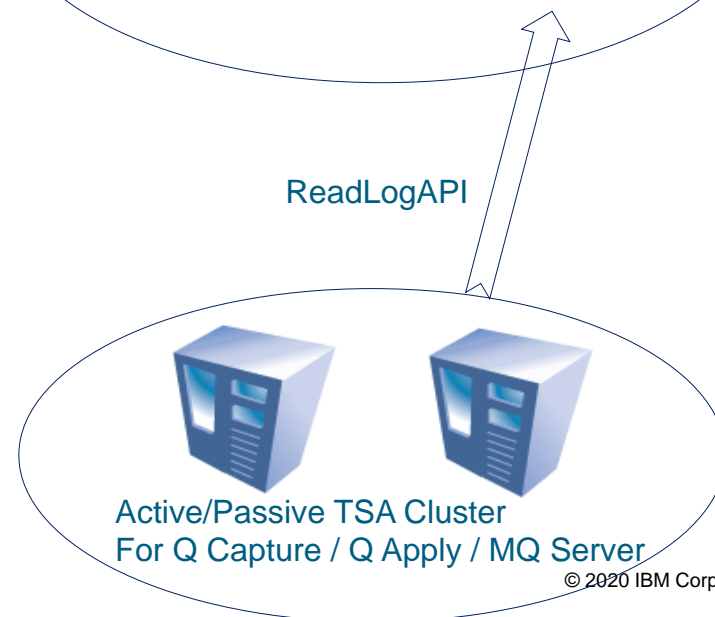 ReadLogAPI
Active/Passive TSA Cluster
For Q Capture / Q Apply / MQ Server
© 2020 IBM Corp